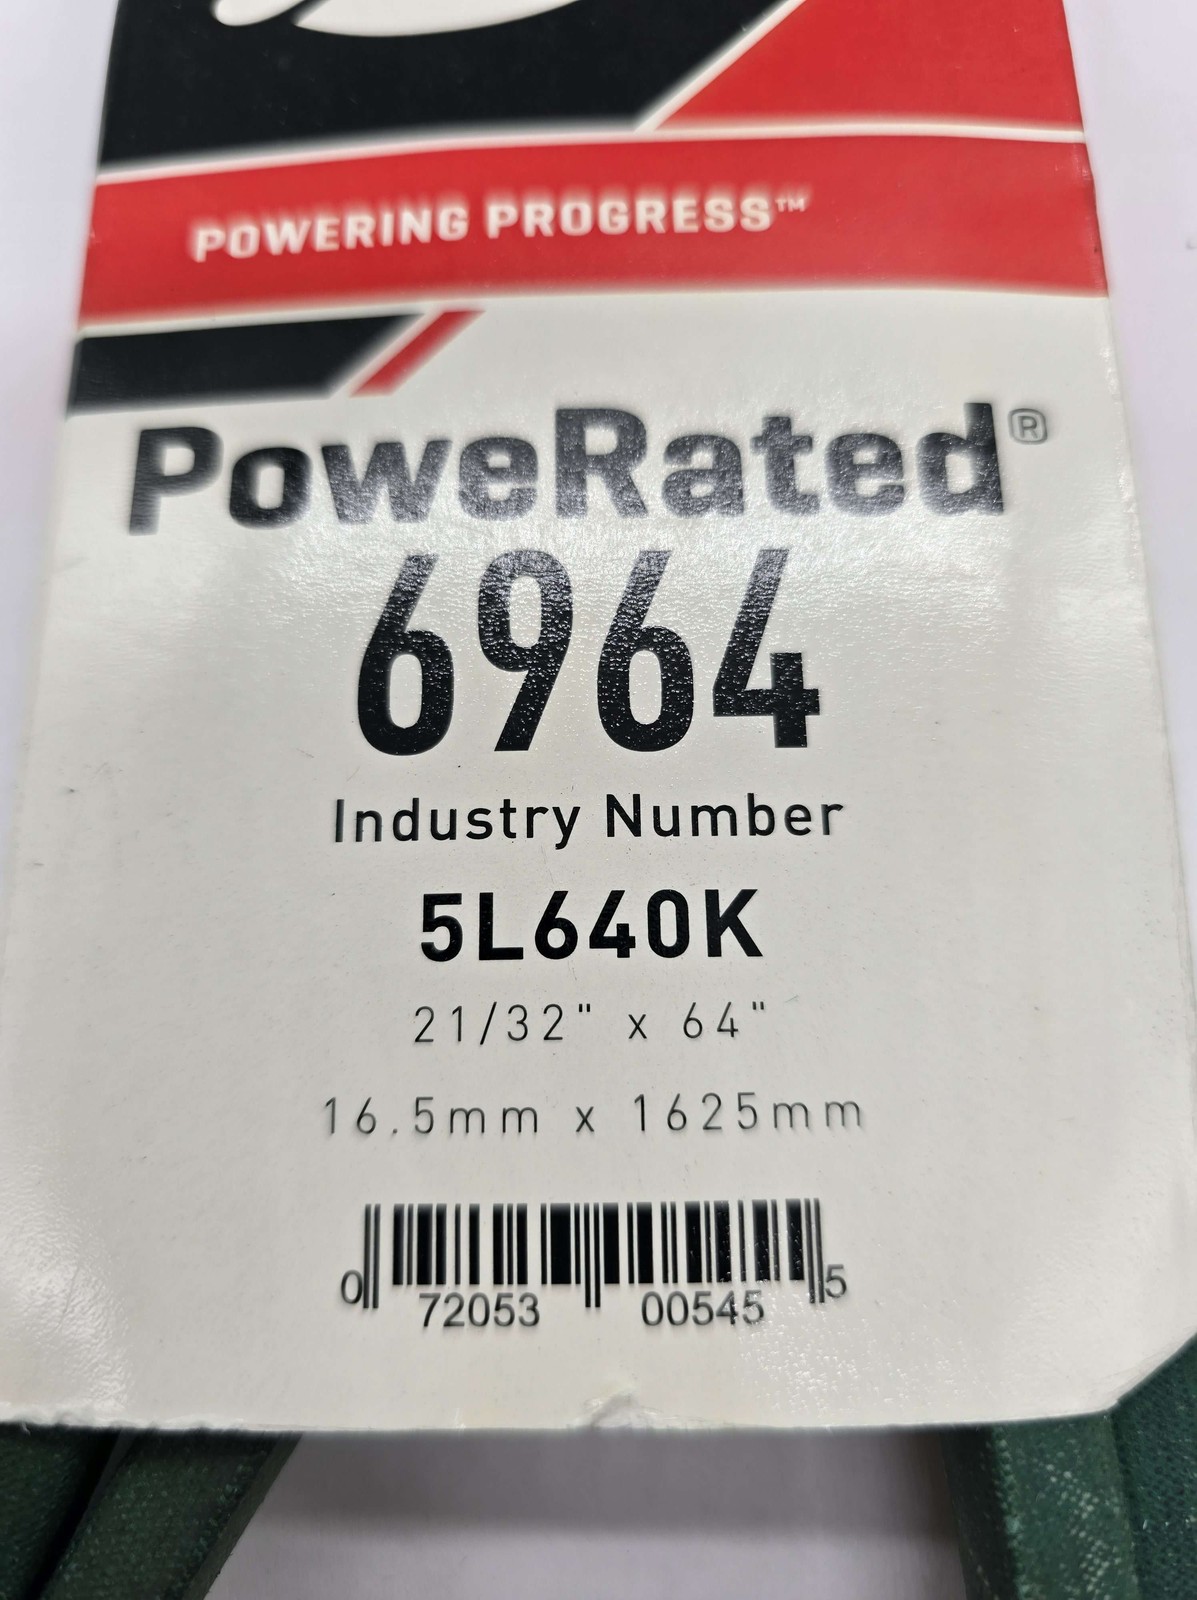 POWERING PROGRESS™
PoweRated®
6964
Industry Number
5L640K
21/32" x 64"
16.5mm x 1625mm
0 72053 00545 5